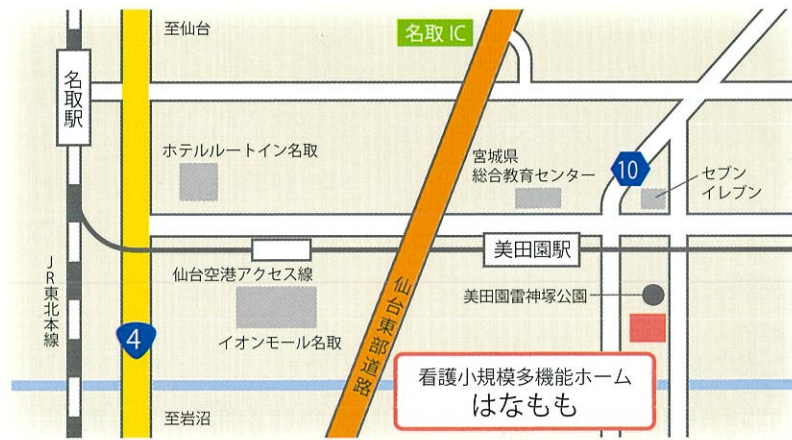 至仙台
名取 IC
名取駅
ホテルルートイン名取
宮城県
総合教育センター
10
セブン
イレブン
美田園駅
仙台空港アクセス線
JR東北本線
仙台東部道路
美田園雷神塚公園
4
イオンモール名取
看護小規模多機能ホーム
はなもも
至岩沼